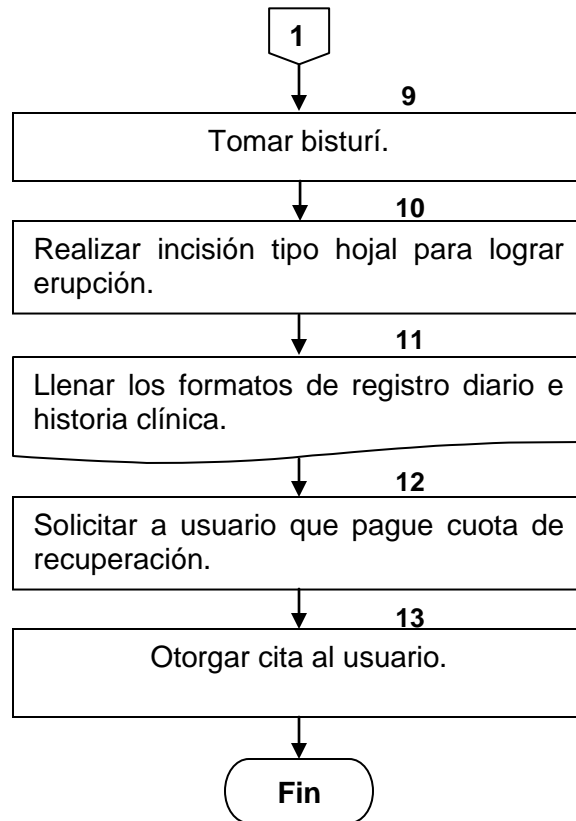 1
9
Tomar bisturí.
10
Realizar incisión tipo hojal para lograr
erupción.
11
Llenar los formatos de registro diario e
historia clínica.
12
Solicitar a usuario que pague cuota de
recuperación.
13
Otorgar cita al usuario.
Fin